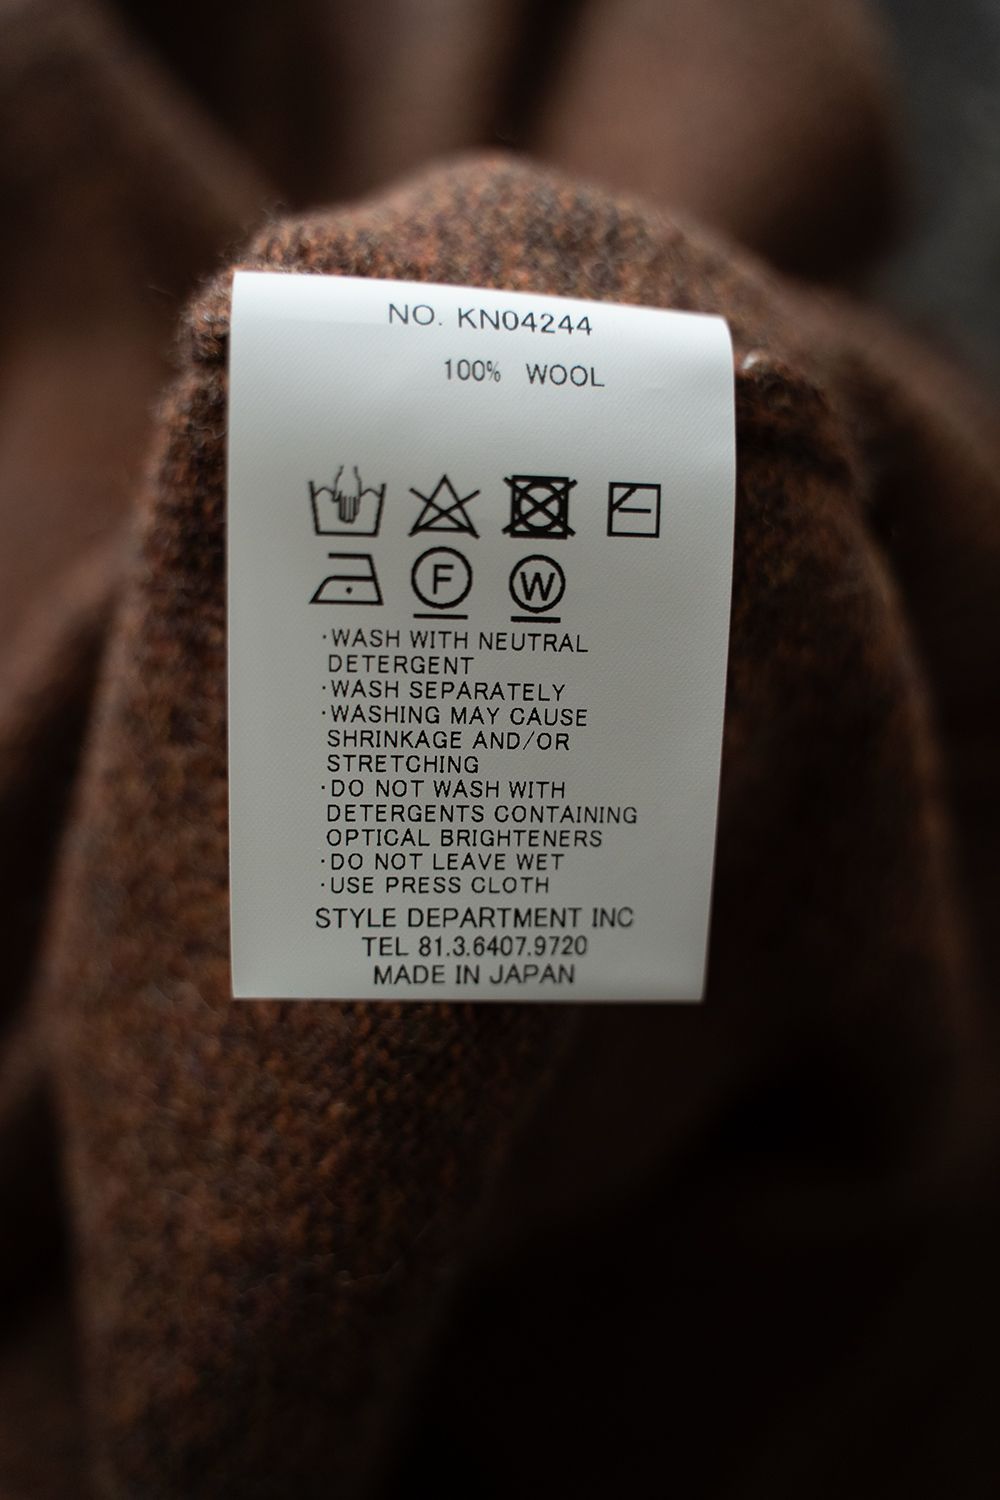 NO. KN04244
100% WOOL
F W
·WASH WITH NEUTRAL
DETERGENT
·WASH SEPARATELY
·WASHING MAY CAUSE
SHRINKAGE AND/OR
STRETCHING
·DO NOT WASH WITH
DETERGENTS CONTAINING
OPTICAL BRIGHTENERS
·DO NOT LEAVE WET
·USE PRESS CLOTH
STYLE DEPARTMENT INC
TEL 81.3.6407.9720
MADE IN JAPAN